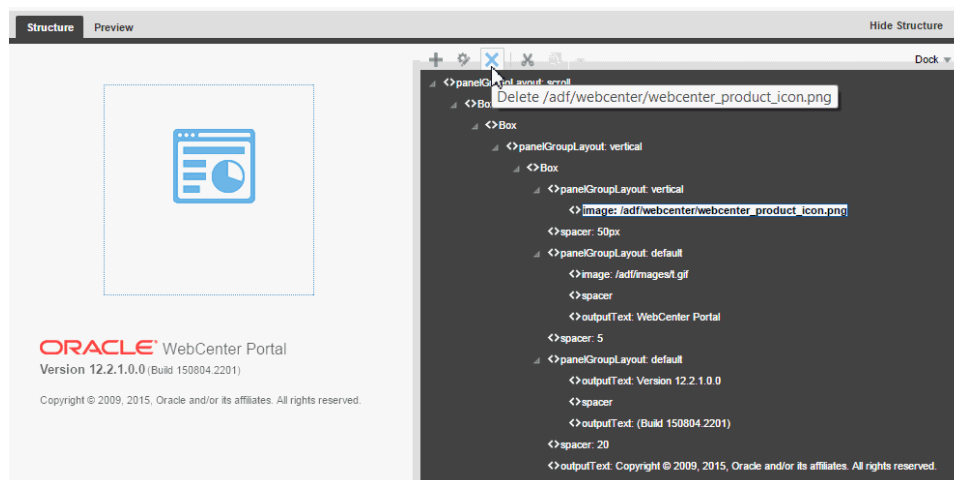 Structure Preview Hide Structure
Dock
<>panelGroupLayout: scroll
Delete /adf/webcenter/webcenter_product_icon.png
<>Box
<>Box
<>panelGroupLayout: vertical
<>Box
<>panelGroupLayout: vertical
<>image: /adf/webcenter/webcenter_product_icon.png
<>spacer: 50px
<>panelGroupLayout: default
<>image: /adf/images/t.gif
<>spacer
<>outputText: WebCenter Portal
<>spacer: 5
<>panelGroupLayout: default
<>outputText: Version 12.2.1.0.0
<>spacer
<>outputText: (Build 150804.2201)
<>spacer: 20
<>outputText: Copyright © 2009, 2015, Oracle and/or its affiliates. All rights reserved.
ORACLE® WebCenter Portal
Version 12.2.1.0.0 (Build 150804.2201)
Copyright © 2009, 2015, Oracle and/or its affiliates. All rights reserved.